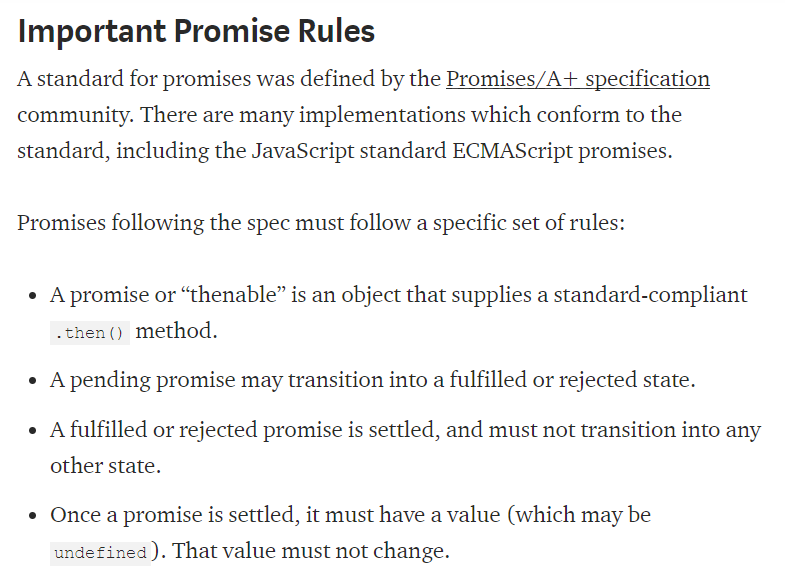 Important Promise Rules
A standard for promises was defined by the Promises/A+ specification
community. There are many implementations which conform to the
standard, including the JavaScript standard ECMAScript promises.
Promises following the spec must follow a specific set of rules:
• A promise or “thenable” is an object that supplies a standard-compliant
.then() method.
• A pending promise may transition into a fulfilled or rejected state.
• A fulfilled or rejected promise is settled, and must not transition into any
other state.
• Once a promise is settled, it must have a value (which may be
undefined). That value must not change.